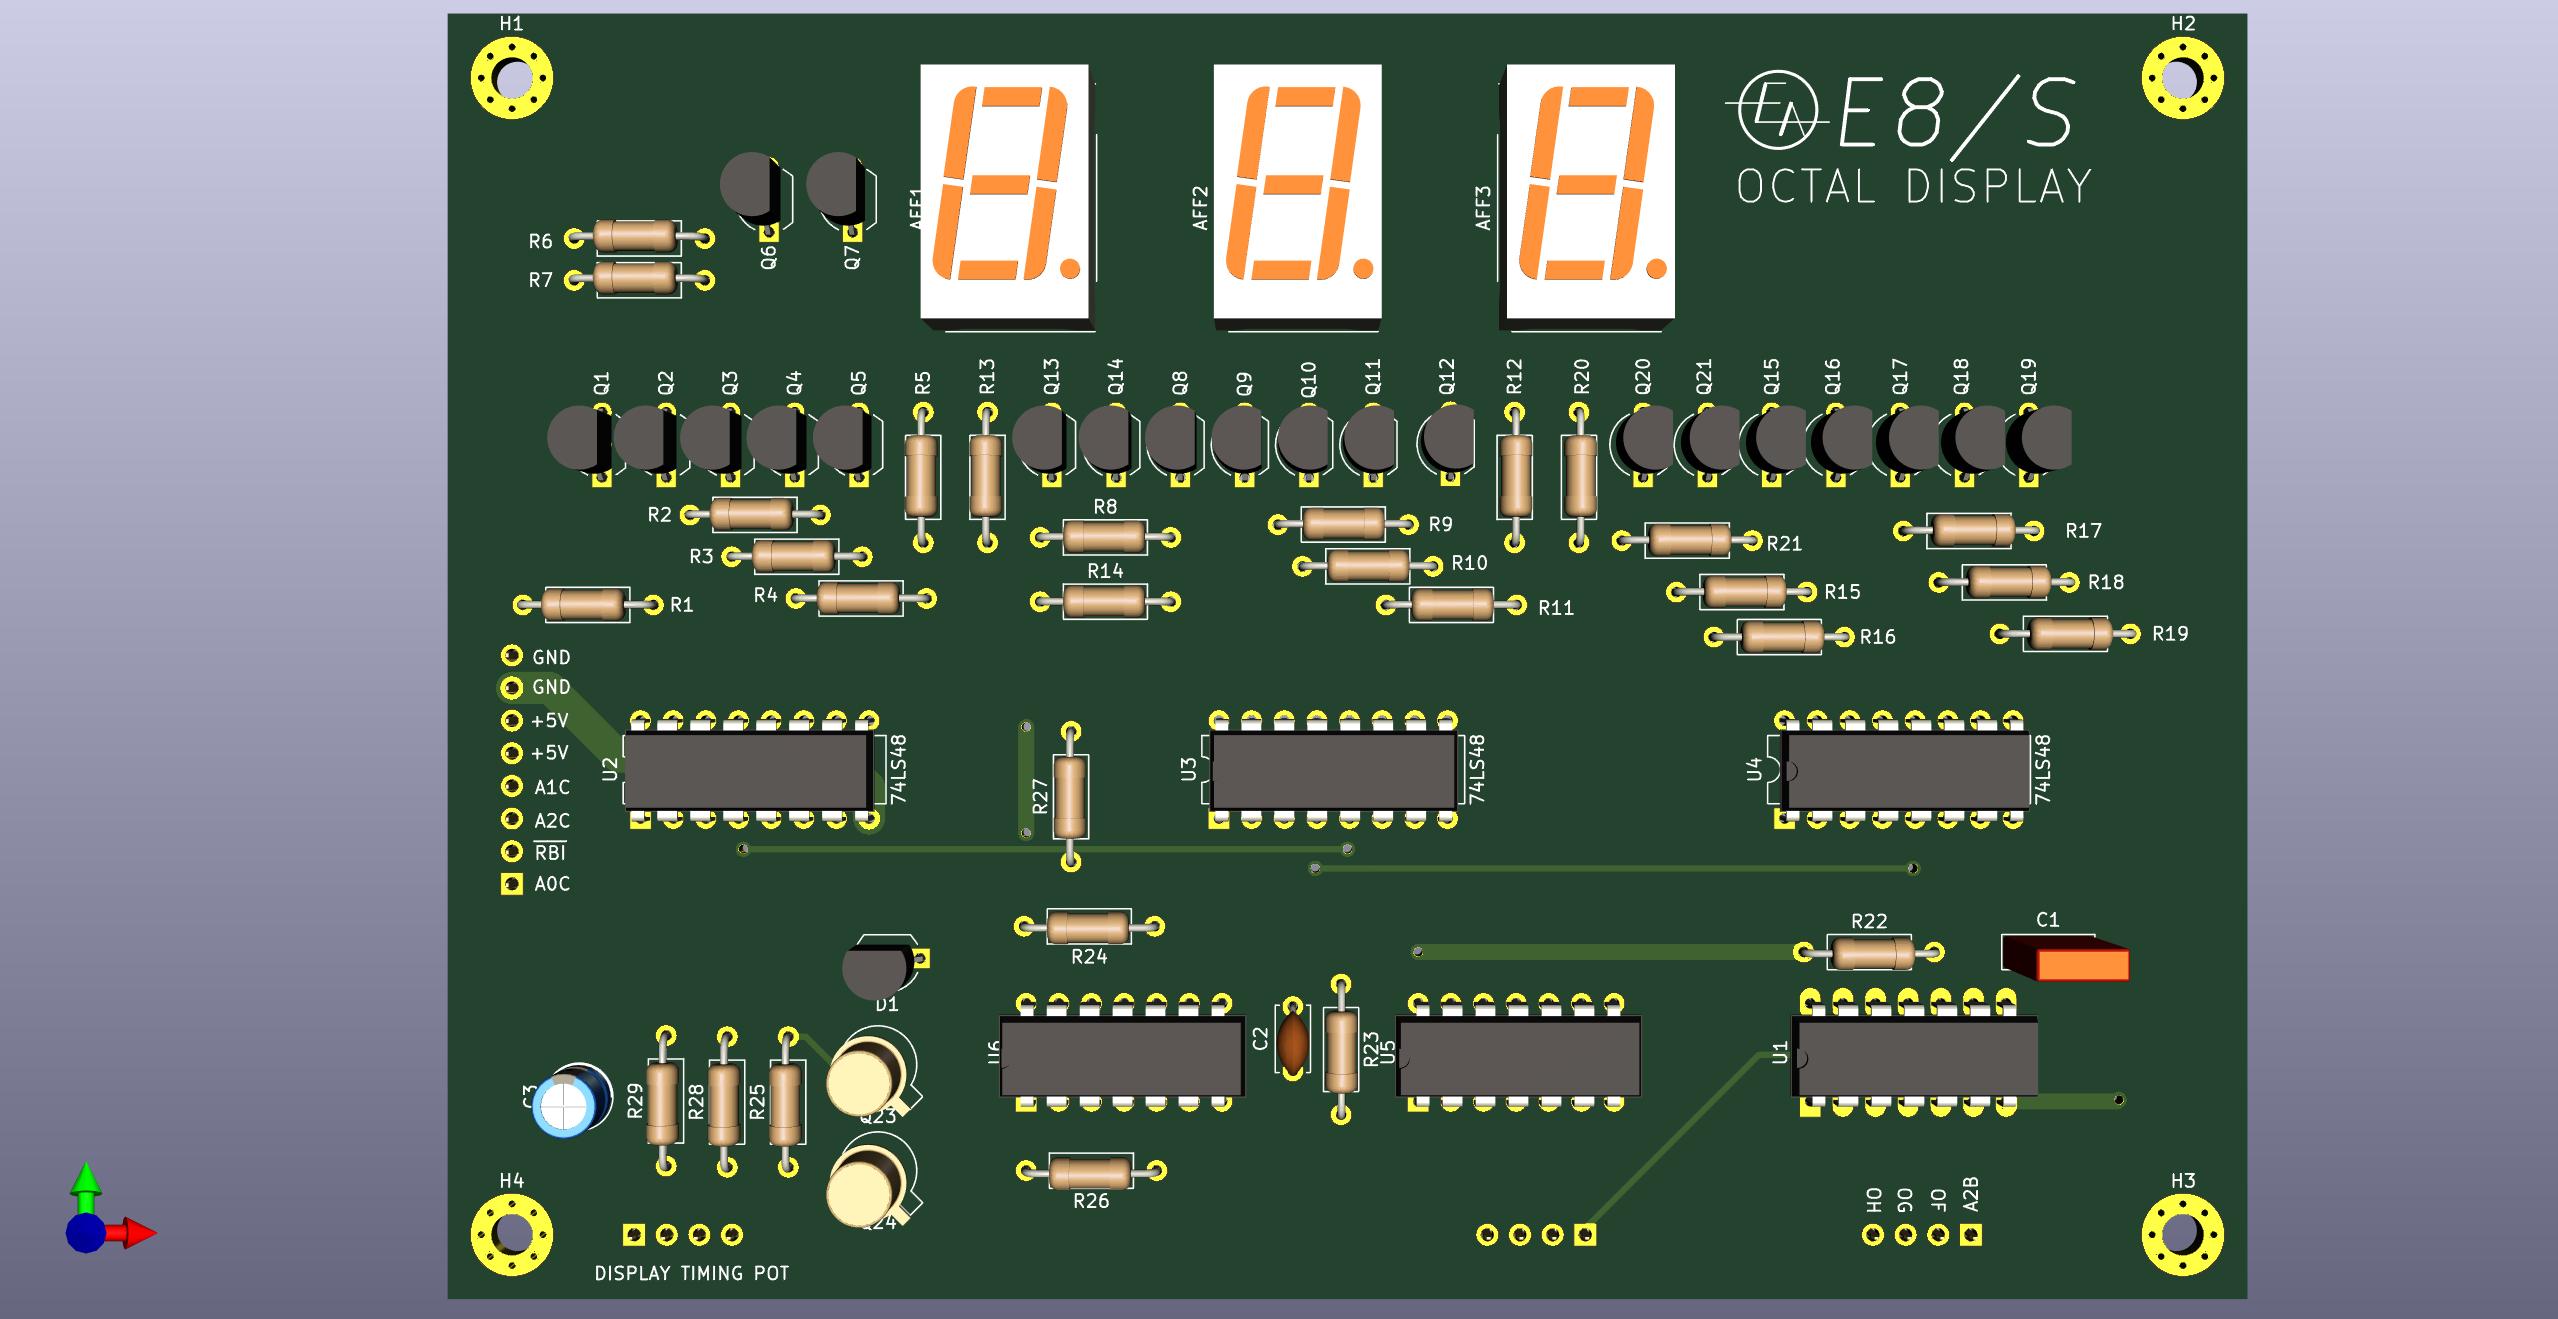 H1
H2
EA E8/S
OCTAL DISPLAY
AFF1
AFF2
AFF3
R6
R7
Q6
Q7
Q1
Q2
Q3
Q4
Q5
R5
R13
Q13
Q14
Q8
Q9
Q10
Q11
Q12
R12
R20
Q20
Q21
Q15
Q16
Q17
Q18
Q19
R2
R8
R9
R17
R3
R10
R21
R14
R4
R1
R11
R15
R18
R16
R19
GND
GND
+5V
+5V
A1C
A2C
RBI
A0C
U2
74LS48
R27
U3
74LS48
U4
74LS48
R24
R22
C1
D1
U6
C2
R23
U5
U1
C3
R29
R28
R25
Q23
Q24
R26
H4
H3
OH
OG
OF
A2B
DISPLAY TIMING POT